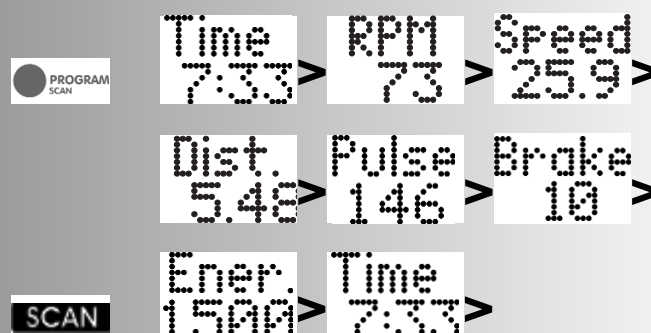 PROGRAM
SCAN
Time
7:33
>
RPM
73
>
Speed
25.9
>
Dist.
5.48
>
Pulse
146
>
Brake
10
>
SCAN
Ener.
1500
>
Time
7:33
>